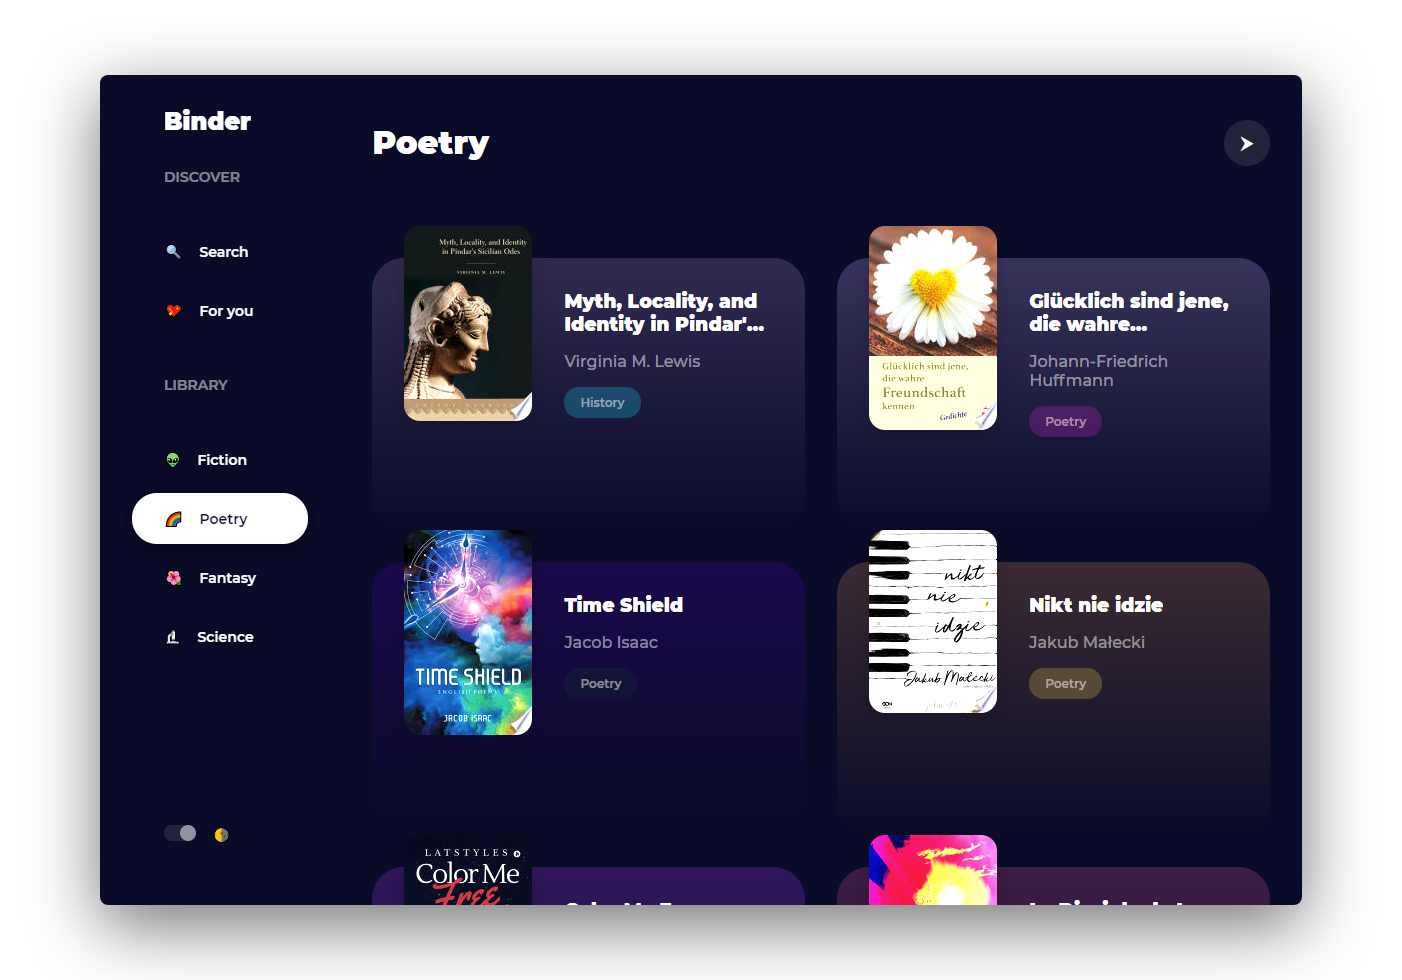 Binder
DISCOVER
Search
For you
LIBRARY
Fiction
Poetry
Fantasy
Science
Poetry
Myth, Locality, and Identity
in Pindar's Sicilian Odes
VIRGINIA M. LEWIS
Myth, Locality, and
Identity in Pindar'...
Virginia M. Lewis
History
Glücklich sind jene,
die wahre
Freundschaft
kennen
Gedichte
Glücklich sind jene,
die wahre...
Johann-Friedrich
Huffmann
Poetry
TIME SHIELD
ENGLISH POEMS
JACOB ISAAC
Time Shield
Jacob Isaac
Poetry
nikt
nie
idzie
Jakub Małecki
Nikt nie idzie
Jakub Małecki
Poetry
LATSTYLES
Color Me
Free